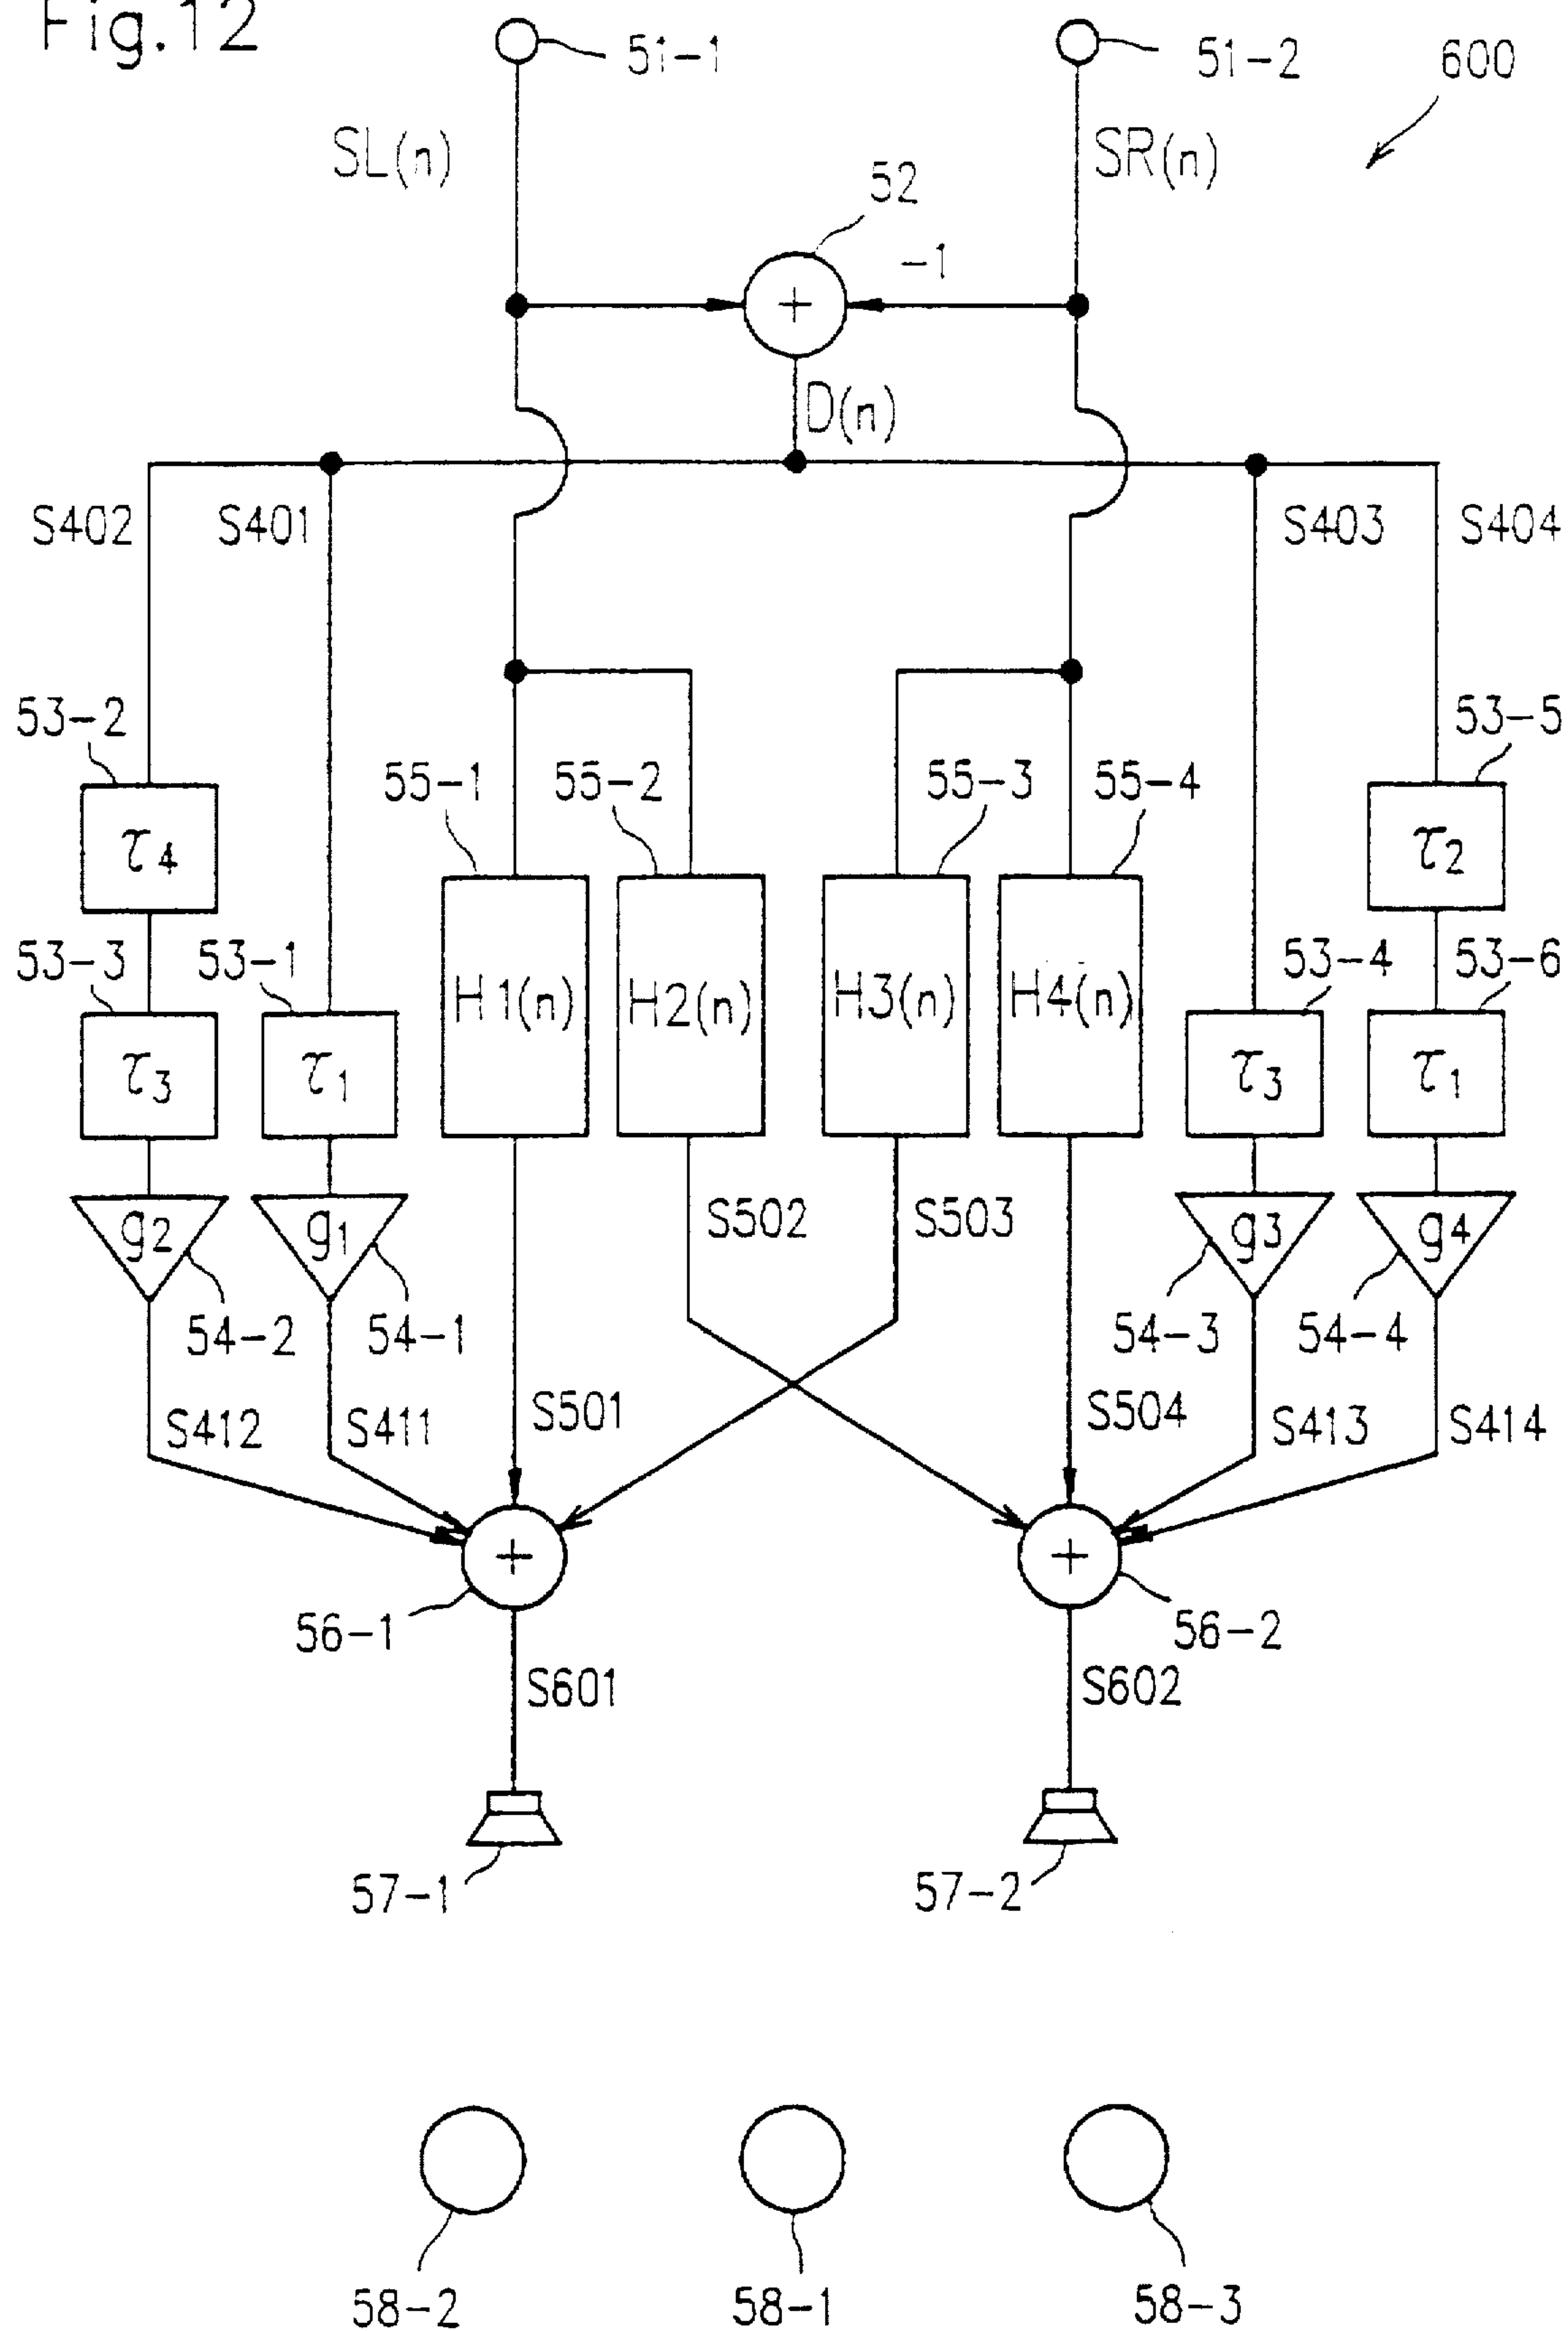 Fig.12
51-1
51-2
600
SL(n)
SR(n)
52
-1
+
D(n)
S402
S401
S403
S404
53-2
53-5
55-1
55-2
55-3
55-4
τ4
τ2
53-3
53-1
53-4
53-6
H1(n)
H2(n)
H3(n)
H4(n)
τ3
τ1
τ3
τ1
g2
g1
S502
S503
g3
g4
54-2
54-1
54-3
54-4
S412
S411
S501
S504
S413
S414
+
+
56-1
56-2
S601
S602
57-1
57-2
58-2
58-1
58-3